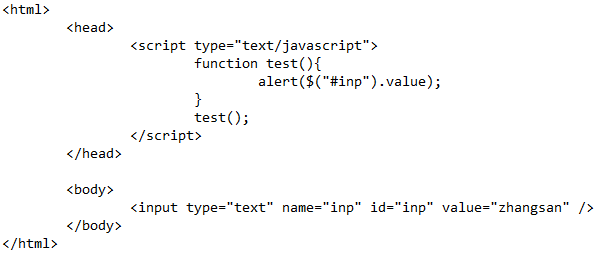 <html>
<head>
<script type="text/javascript">
function test(){
alert($("#inp").value);
}
test();
</script>
</head>
<body>
<input type="text" name="inp" id="inp" value="zhangsan" />
</body>
</html>